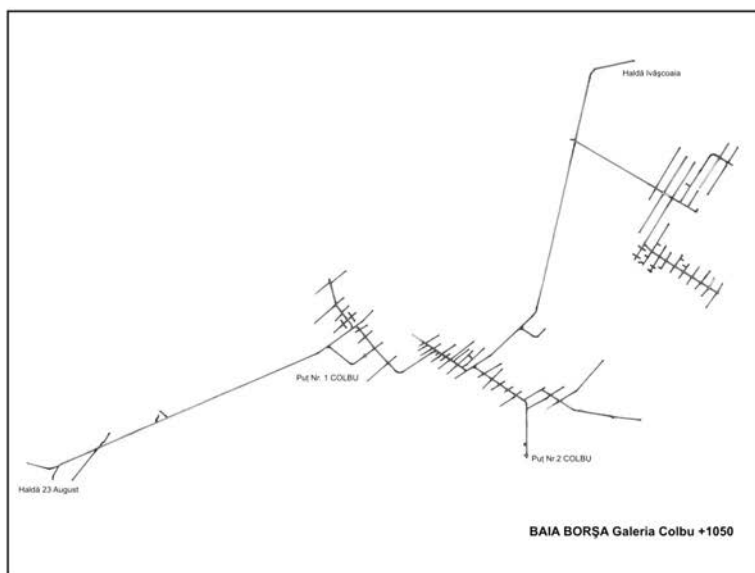 Haldă Ivășcoaia
Puț Nr. 1 COLBU
Puț Nr.2 COLBU
Haldă 23 August
BAIA BORȘA Galeria Colbu +1050